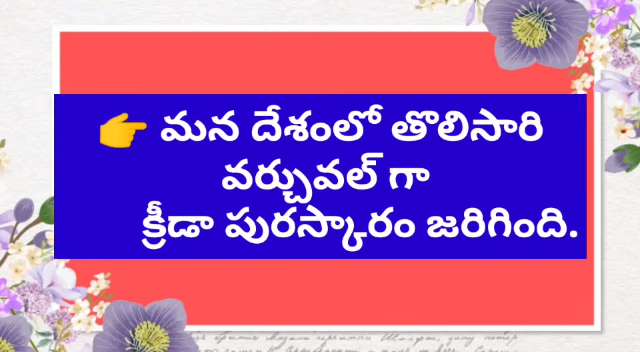 👉 మన దేశంలో తొలిసారి
వర్చువల్ గా
క్రీడా పురస్కారం జరిగింది.